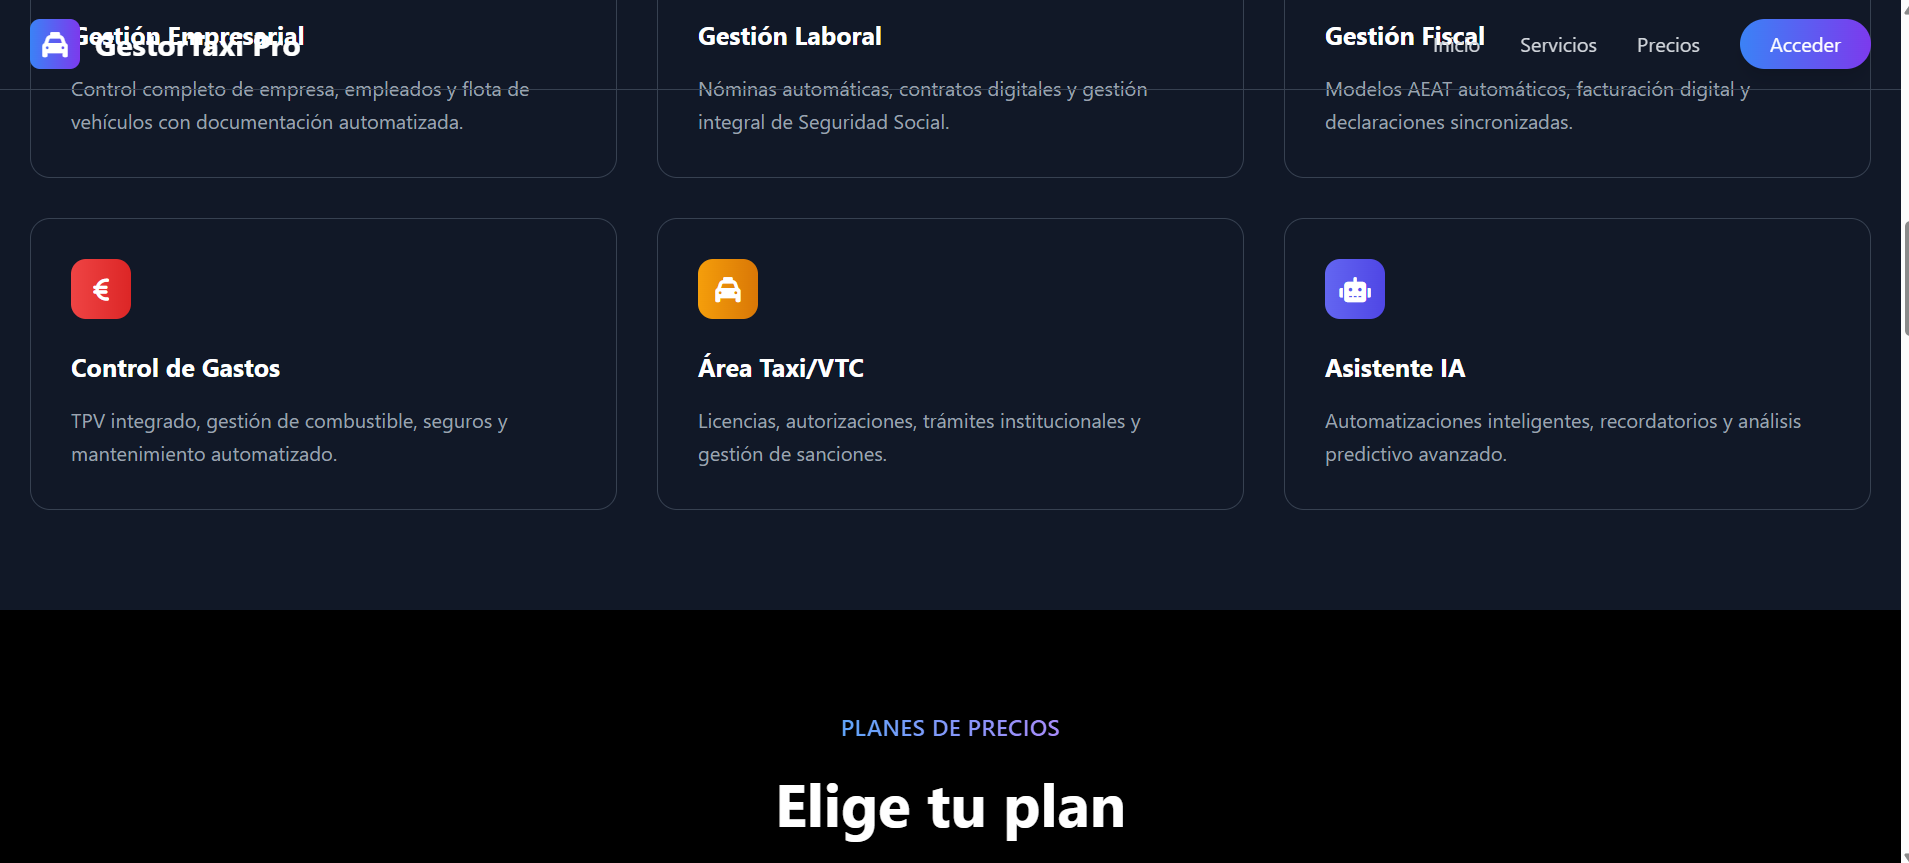 GestorTaxi Pro
Inicio
Servicios
Precios
Acceder
Gestión Empresarial
Control completo de empresa, empleados y flota de
vehículos con documentación automatizada.
Gestión Laboral
Nóminas automáticas, contratos digitales y gestión
integral de Seguridad Social.
Gestión Fiscal
Modelos AEAT automáticos, facturación digital y
declaraciones sincronizadas.
€
Control de Gastos
TPV integrado, gestión de combustible, seguros y
mantenimiento automatizado.
Área Taxi/VTC
Licencias, autorizaciones, trámites institucionales y
gestión de sanciones.
Asistente IA
Automatizaciones inteligentes, recordatorios y análisis
predictivo avanzado.
PLANES DE PRECIOS
Elige tu plan